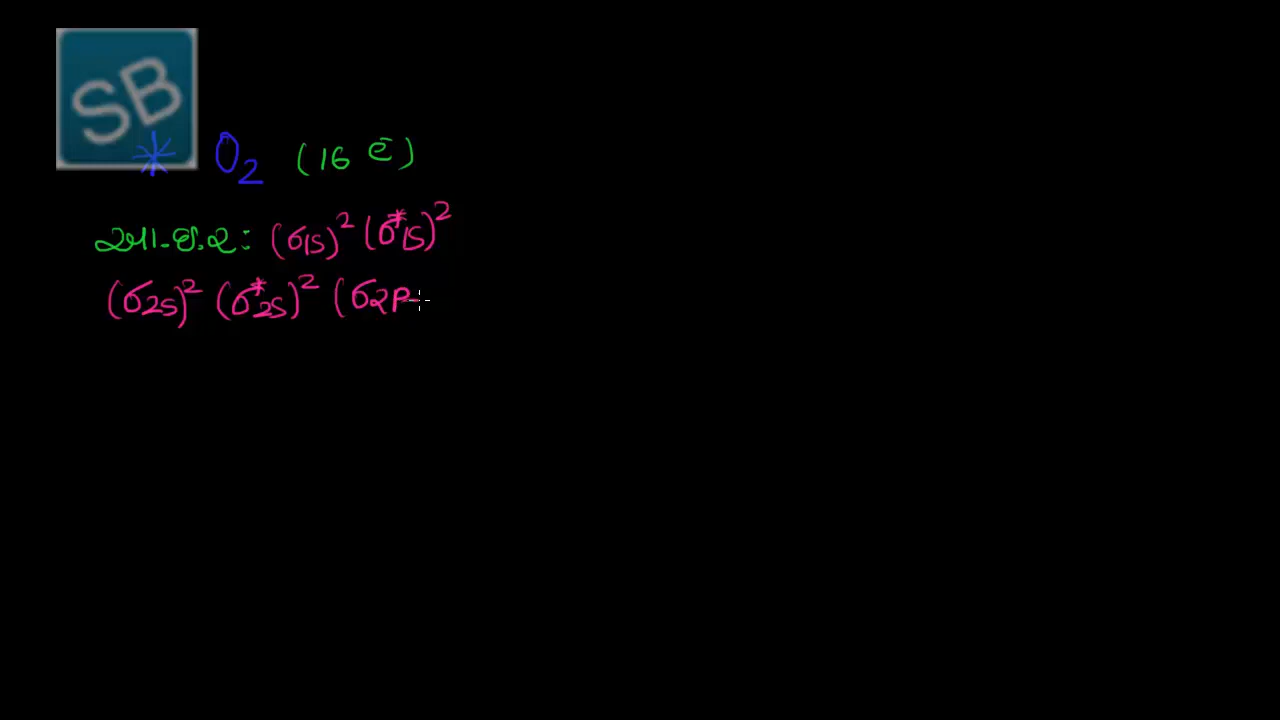 SB
* O₂ (16 e⁻)
આ.ઇ.ર : (σ1s)² (σ*1s)²
(σ2s)² (σ*2s)² (σ2p